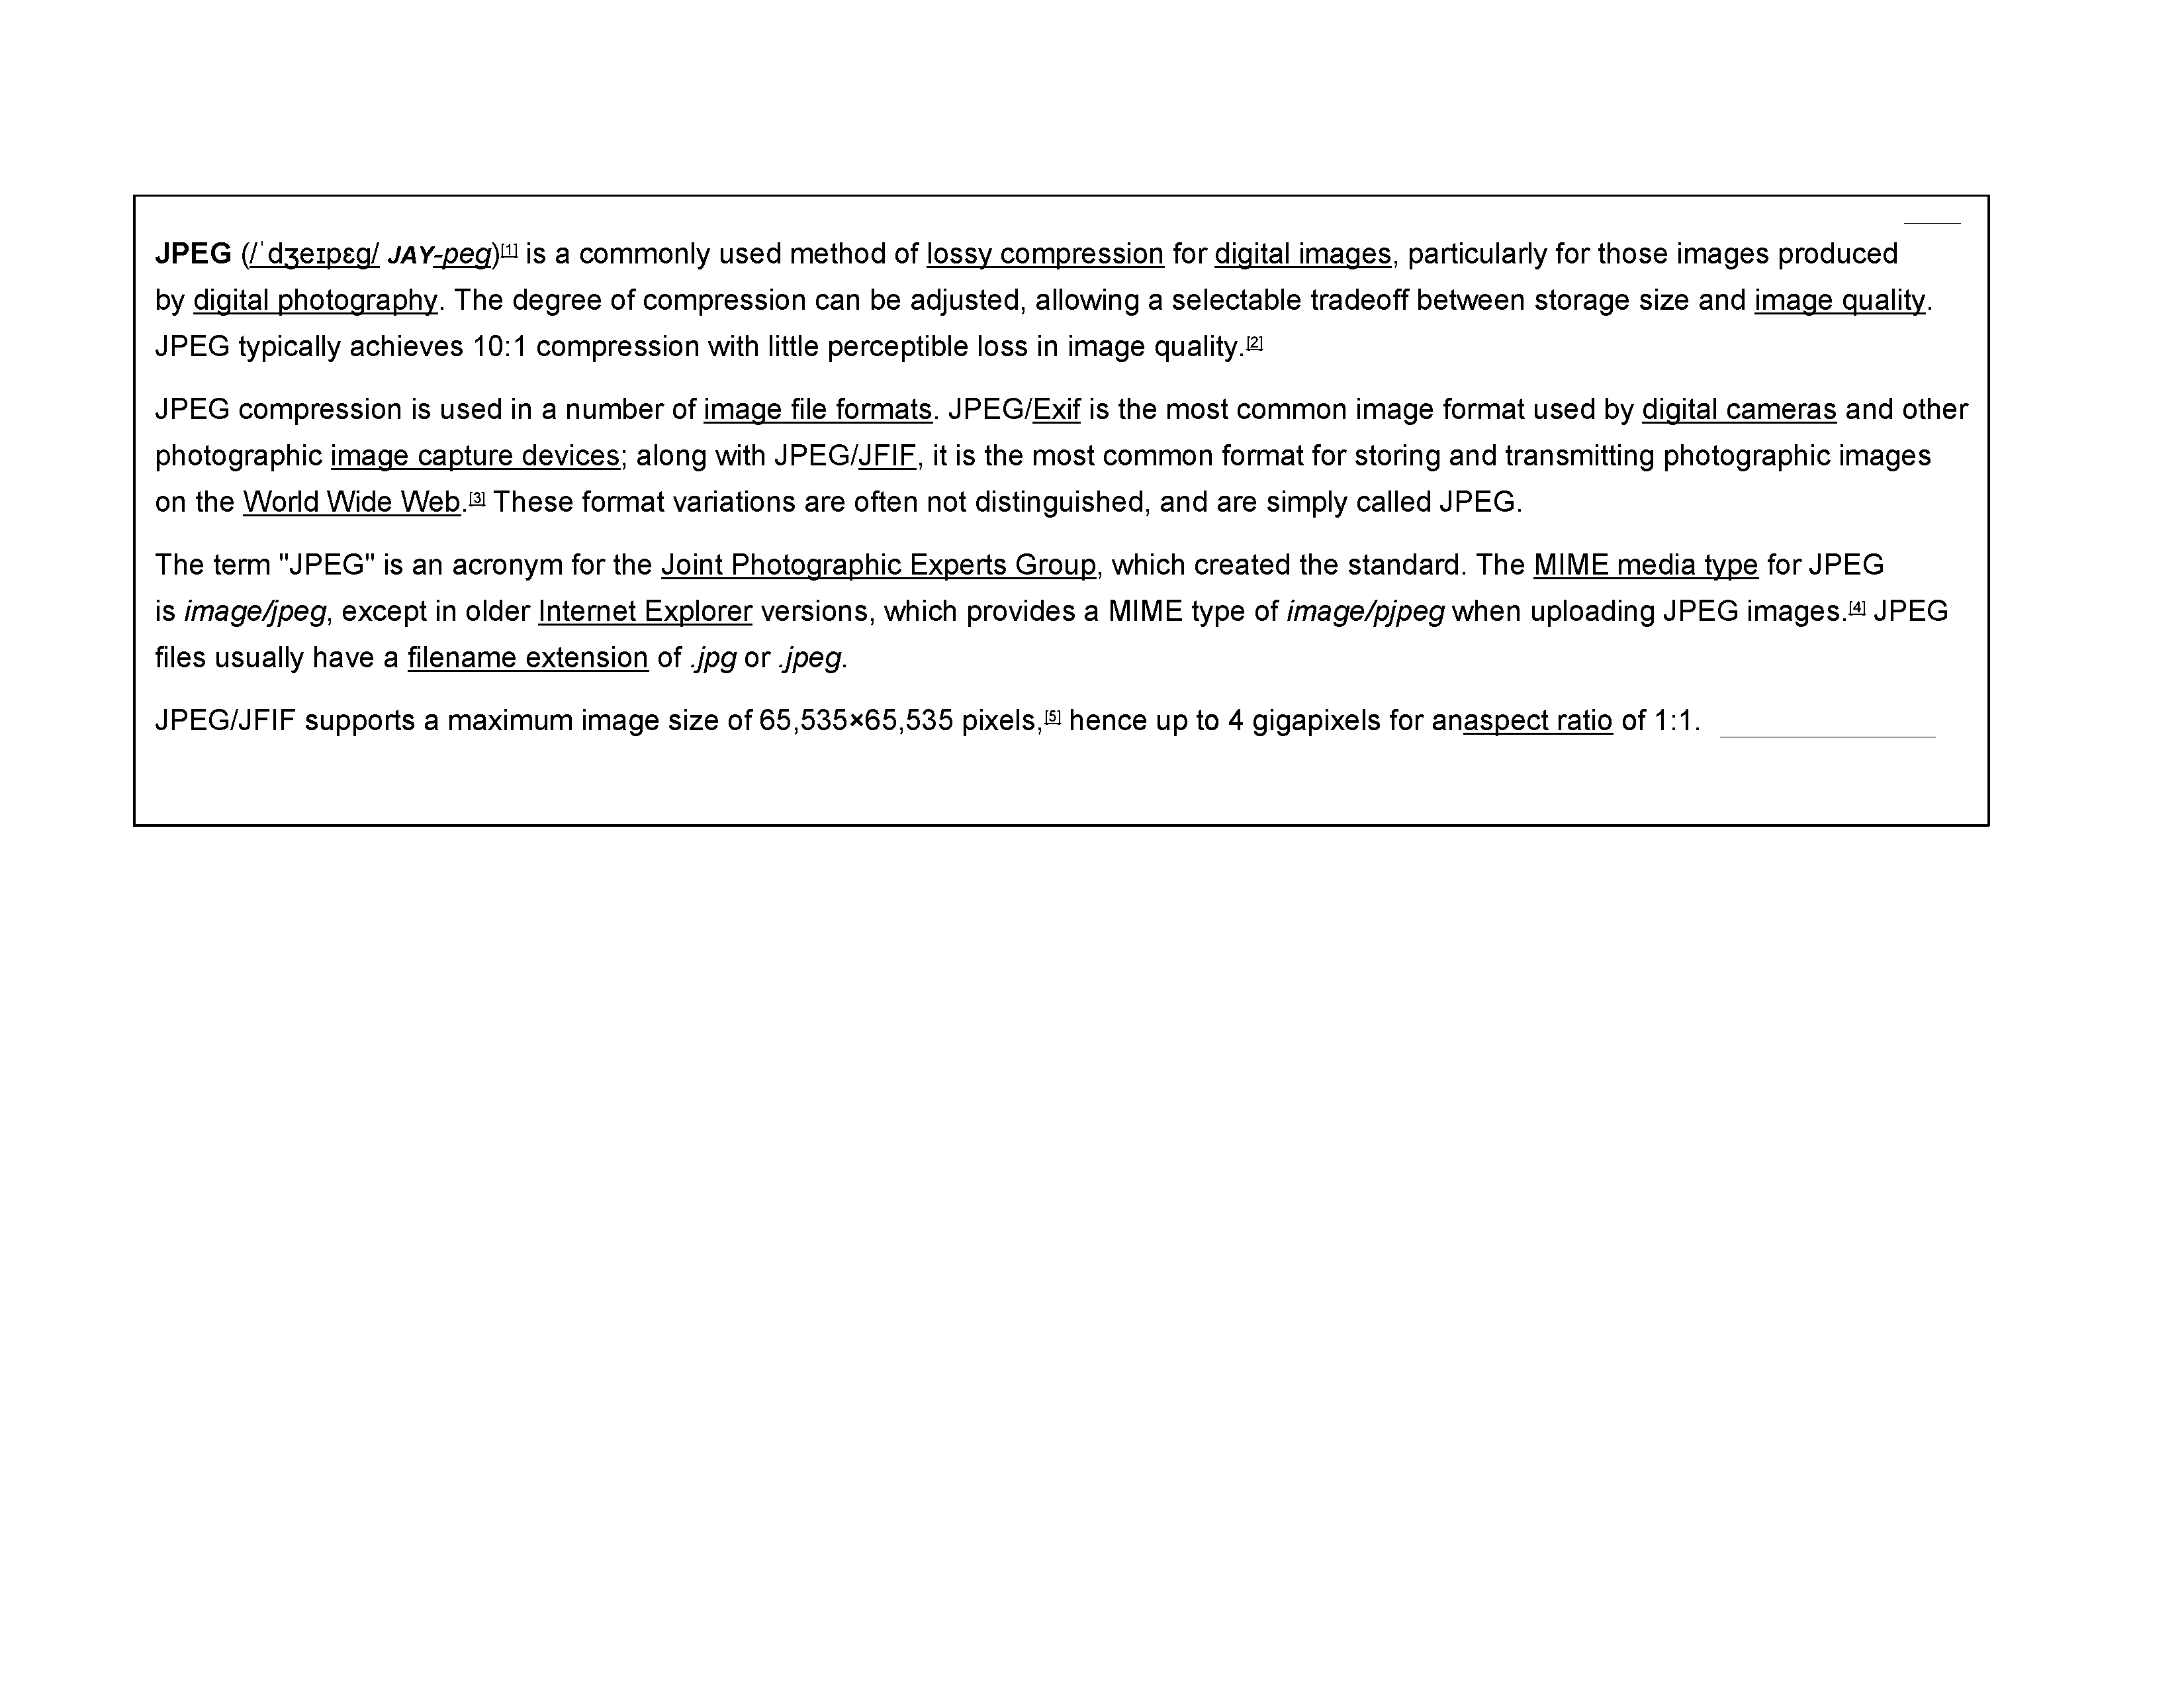 JPEG (/ˈdʒeɪpɛɡ/ JAY-peg)[1] is a commonly used method of lossy compression for digital images, particularly for those images produced
by digital photography. The degree of compression can be adjusted, allowing a selectable tradeoff between storage size and image quality.
JPEG typically achieves 10:1 compression with little perceptible loss in image quality.[2]
JPEG compression is used in a number of image file formats. JPEG/Exif is the most common image format used by digital cameras and other
photographic image capture devices; along with JPEG/JFIF, it is the most common format for storing and transmitting photographic images
on the World Wide Web.[3] These format variations are often not distinguished, and are simply called JPEG.
The term "JPEG" is an acronym for the Joint Photographic Experts Group, which created the standard. The MIME media type for JPEG
is image/jpeg, except in older Internet Explorer versions, which provides a MIME type of image/pjpeg when uploading JPEG images.[4] JPEG
files usually have a filename extension of .jpg or .jpeg.
JPEG/JFIF supports a maximum image size of 65,535×65,535 pixels,[5] hence up to 4 gigapixels for anaspect ratio of 1:1.